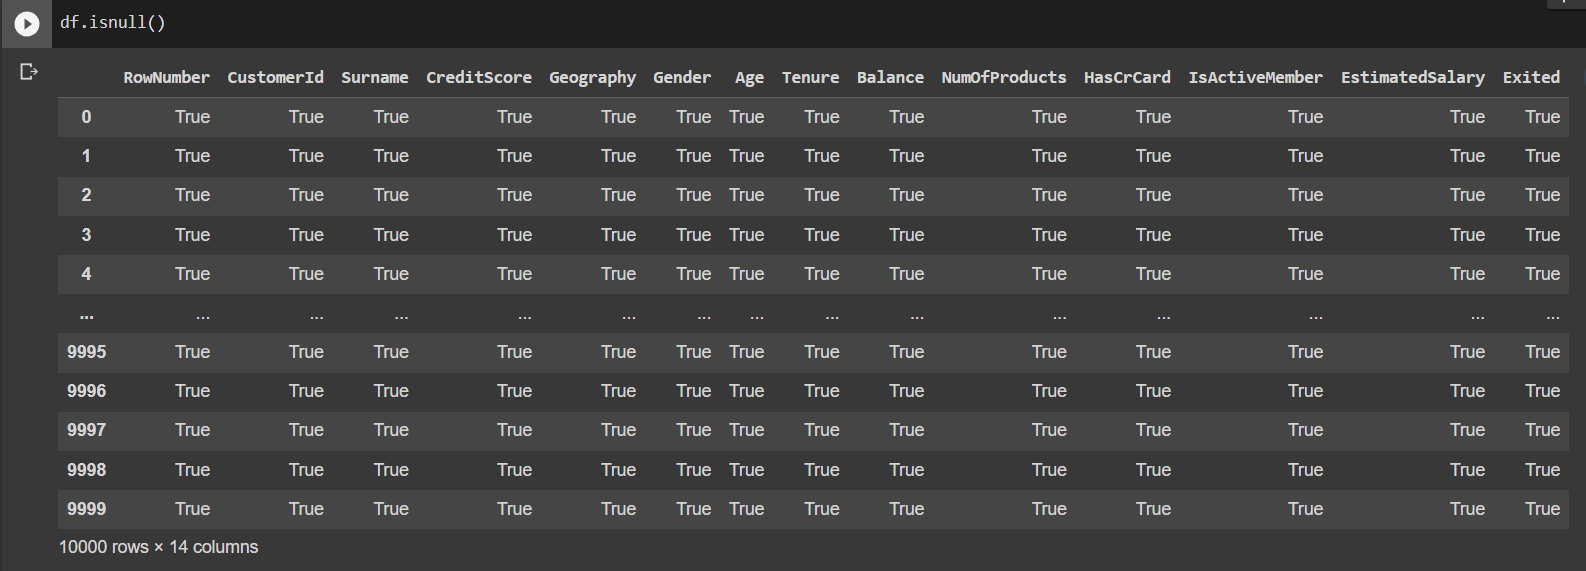 df.isnull()
RowNumber CustomerId Surname CreditScore Geography Gender Age Tenure Balance NumOfProducts HasCrCard IsActiveMember EstimatedSalary Exited
0 True True True True True True True True True True True True True True
1 True True True True True True True True True True True True True True
2 True True True True True True True True True True True True True True
3 True True True True True True True True True True True True True True
4 True True True True True True True True True True True True True True
... ... ... ... ... ... ... ... ... ... ... ... ... ... ...
9995 True True True True True True True True True True True True True True
9996 True True True True True True True True True True True True True True
9997 True True True True True True True True True True True True True True
9998 True True True True True True True True True True True True True True
9999 True True True True True True True True True True True True True True
10000 rows × 14 columns